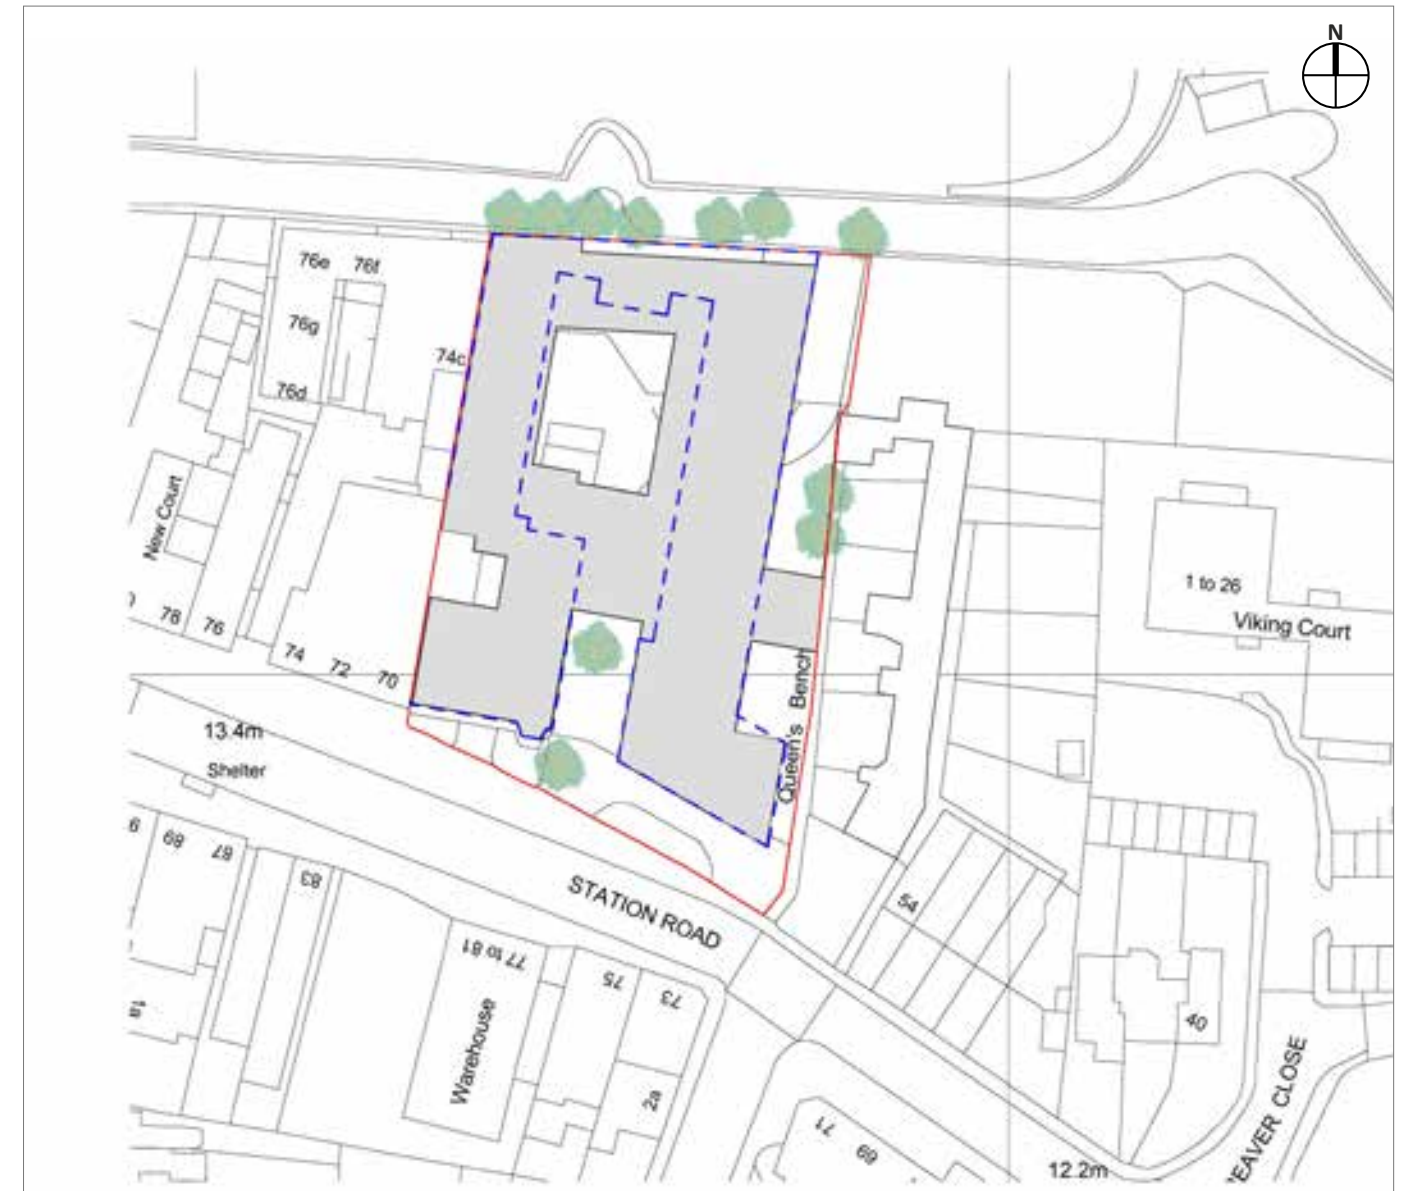 N
76e 76f
76g
74c
76d
New Court
1 to 26
Viking Court
78
76
74
72
70
Queen's Bench
13.4m
Shelter
89
87
83
STATION ROAD
54
77 to 81
75
73
Warehouse
1a
2a
40
71
69
12.2m
EAVER CLOSE